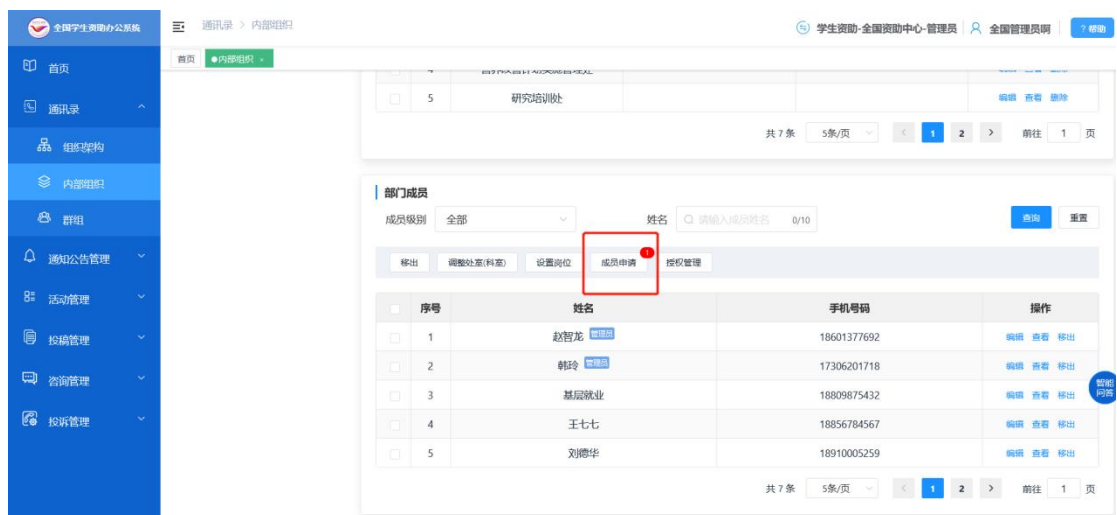 全国学生资助办公系统
通讯录 > 内部组织
学生资助-全国资助中心-管理员 全国管理员啊 ? 帮助
首页 ●内部组织 ×
首页
通讯录
组织架构
内部组织
群组
通知公告管理
活动管理
投稿管理
咨询管理
投诉管理
5 研究培训处 编辑 查看 删除
共 7 条 5条/页 < 1 2 > 前往 1 页
部门成员
成员级别 全部 姓名 请输入成员姓名 0/10 查询 重置
移出 调整处室(科室) 设置岗位 成员申请 1 授权管理
序号 姓名 手机号码 操作
1 赵智龙 管理员 18601377692 编辑 查看 移出
2 韩玲 管理员 17306201718 编辑 查看 移出
3 基层就业 18809875432 编辑 查看 移出
4 王七七 18856784567 编辑 查看 移出
5 刘德华 18910005259 编辑 查看 移出
智能
问答
共 7 条 5条/页 < 1 2 > 前往 1 页